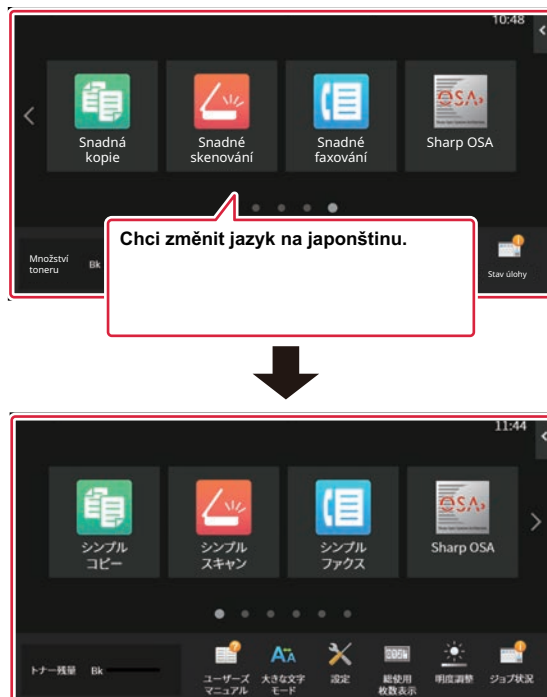 10:48
Snadná
kopie
Snadné
skenování
Snadné
faxování
Sharp OSA
Chci změnit jazyk na japonštinu.
Množství
toneru
Bk
Stav úlohy
11:44
シンプル
コピー
シンプル
スキャン
シンプル
ファクス
Sharp OSA
トナー残量
Bk
ユーザーズ
マニュアル
大きな文字
モード
設定
総使用
枚数表示
明度調整
ジョブ状況